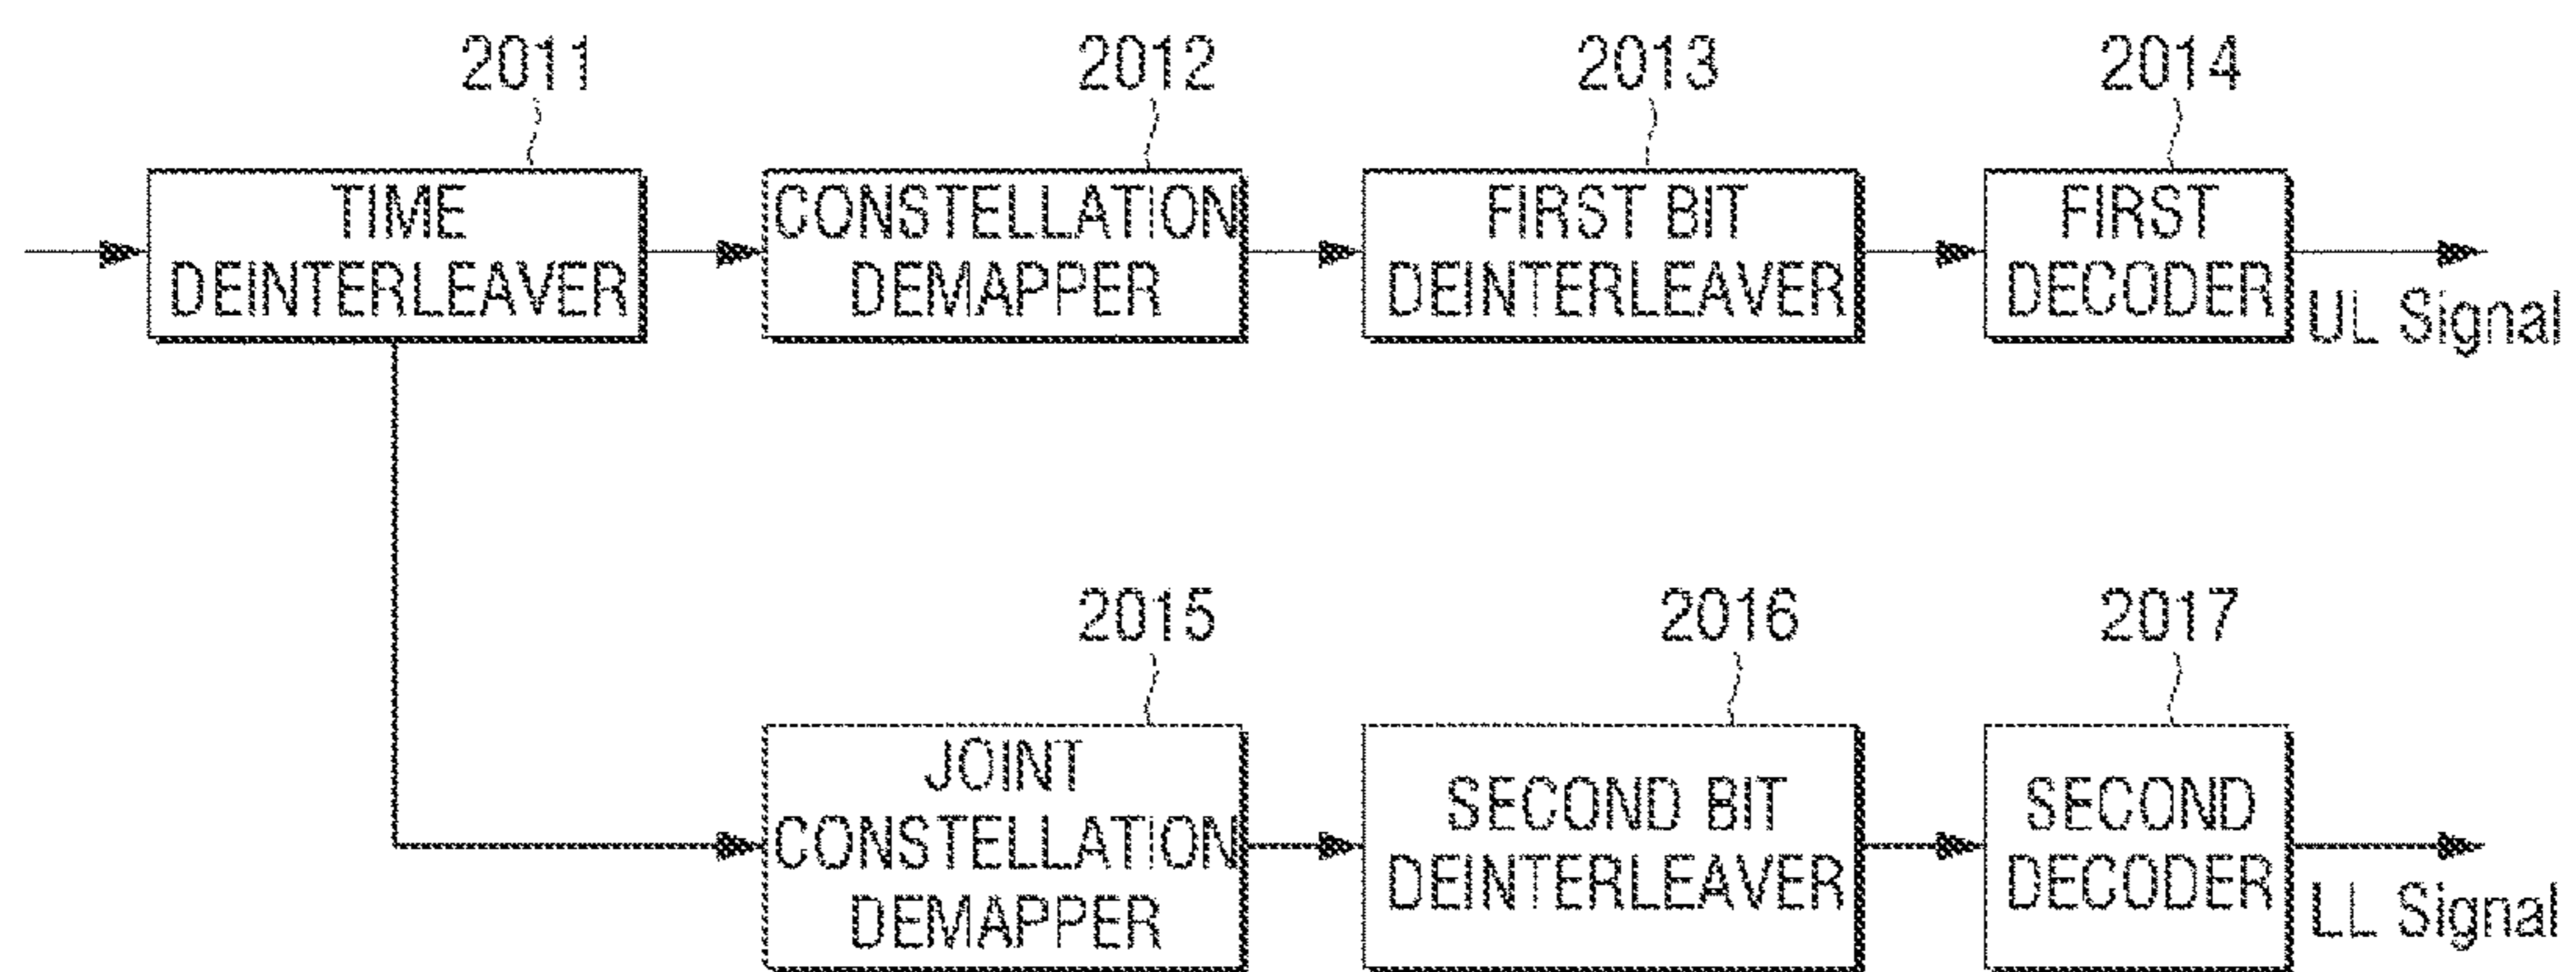 2011
2012
2013
2014
TIME
DEINTERLEAVER
CONSTELLATION
DEMAPPER
FIRST BIT
DEINTERLEAVER
FIRST
DECODER
UL Signal
2015
2016
2017
JOINT
CONSTELLATION
DEMAPPER
SECOND BIT
DEINTERLEAVER
SECOND
DECODER
LL Signal